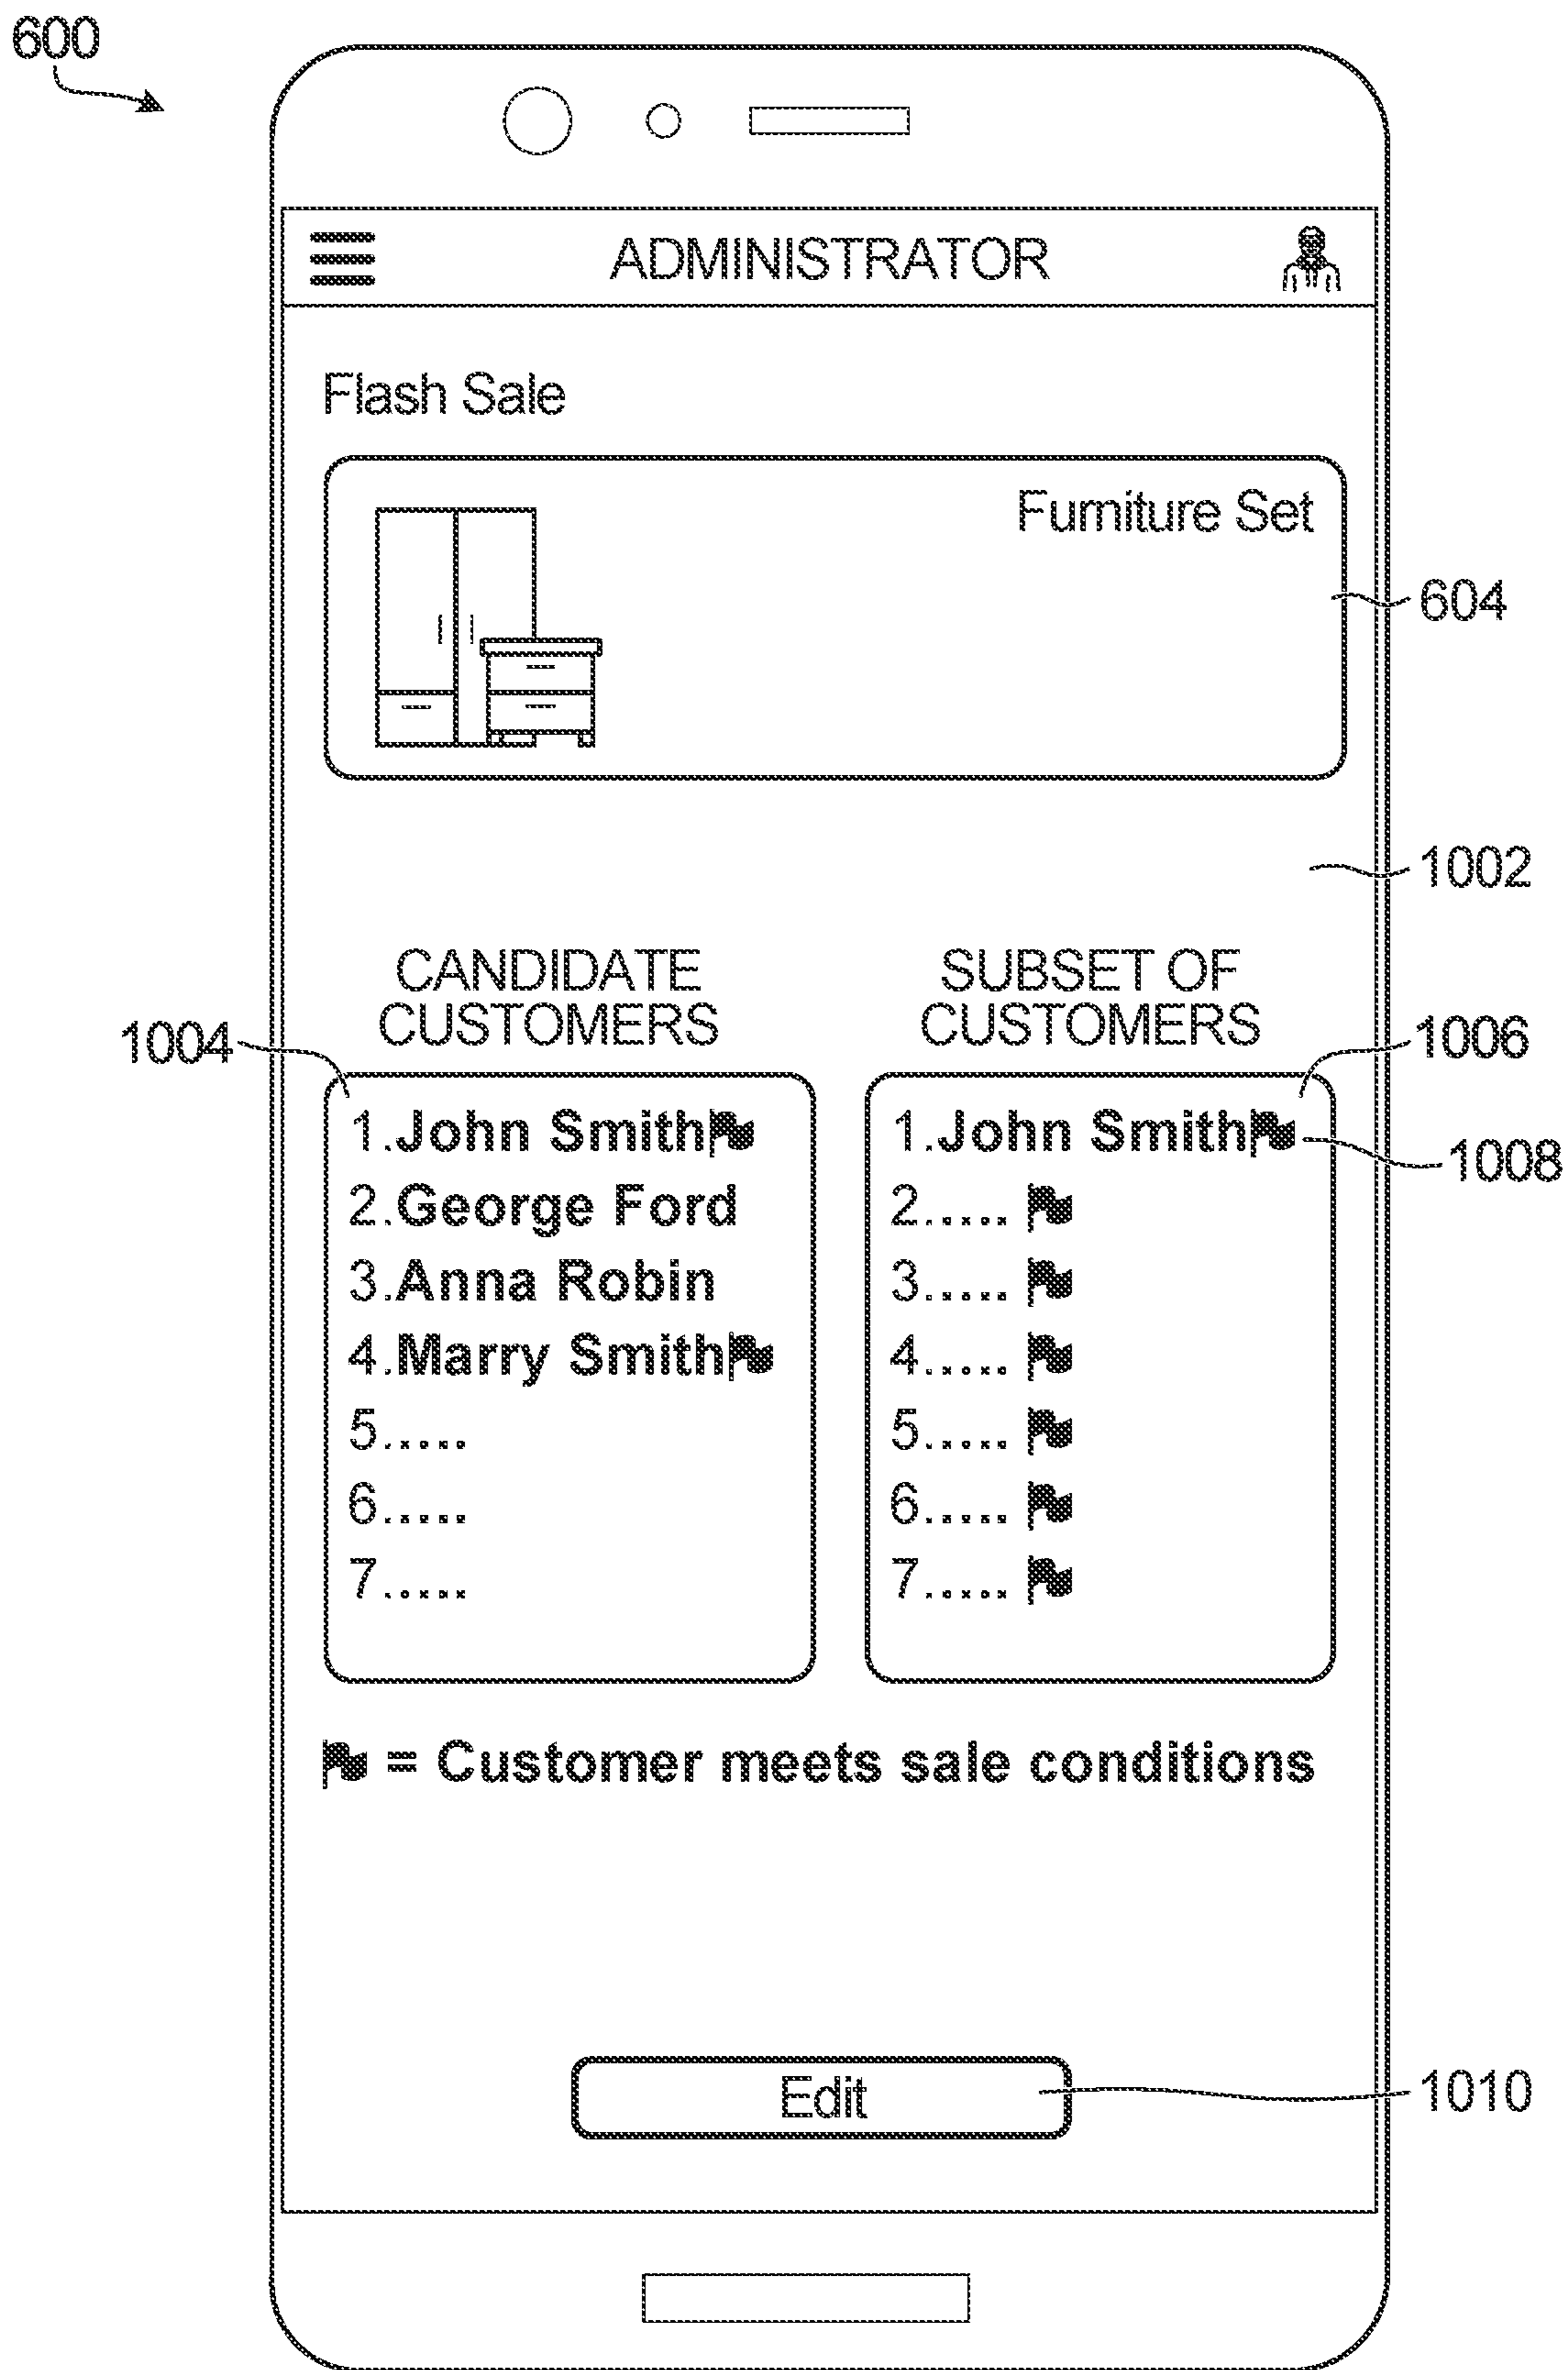 600
ADMINISTRATOR
Flash Sale
Furniture Set
604
1002
CANDIDATE
CUSTOMERS
SUBSET OF
CUSTOMERS
1004
1006
1008
1.John Smith
2.George Ford
3.Anna Robin
4.Marry Smith
5.....
6.....
7.....
1.John Smith
2.....
3.....
4.....
5.....
6.....
7.....
= Customer meets sale conditions
Edit
1010